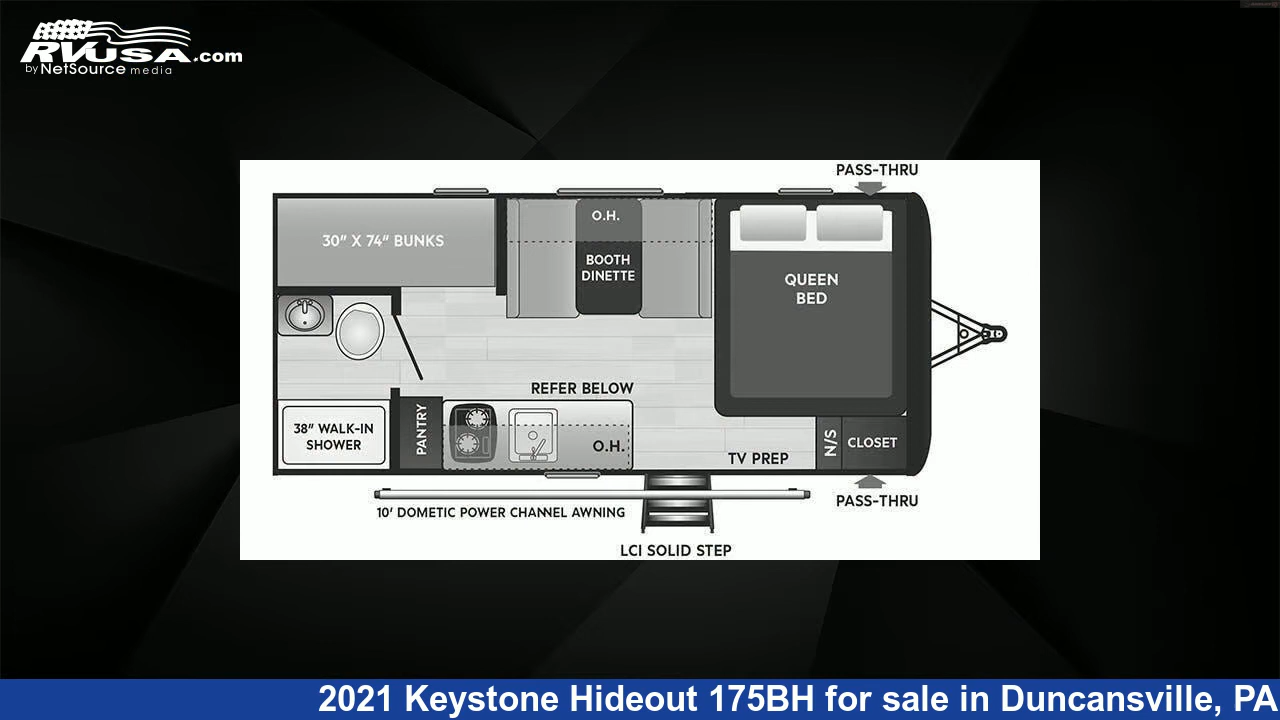 RVUSA.com
by NetSource media
PASS-THRU
30" X 74" BUNKS
O.H.
BOOTH
DINETTE
QUEEN
BED
REFER BELOW
38" WALK-IN
SHOWER
PANTRY
O.H.
TV PREP
N/S
CLOSET
PASS-THRU
10' DOMETIC POWER CHANNEL AWNING
LCI SOLID STEP
2021 Keystone Hideout 175BH for sale in Duncansville, PA